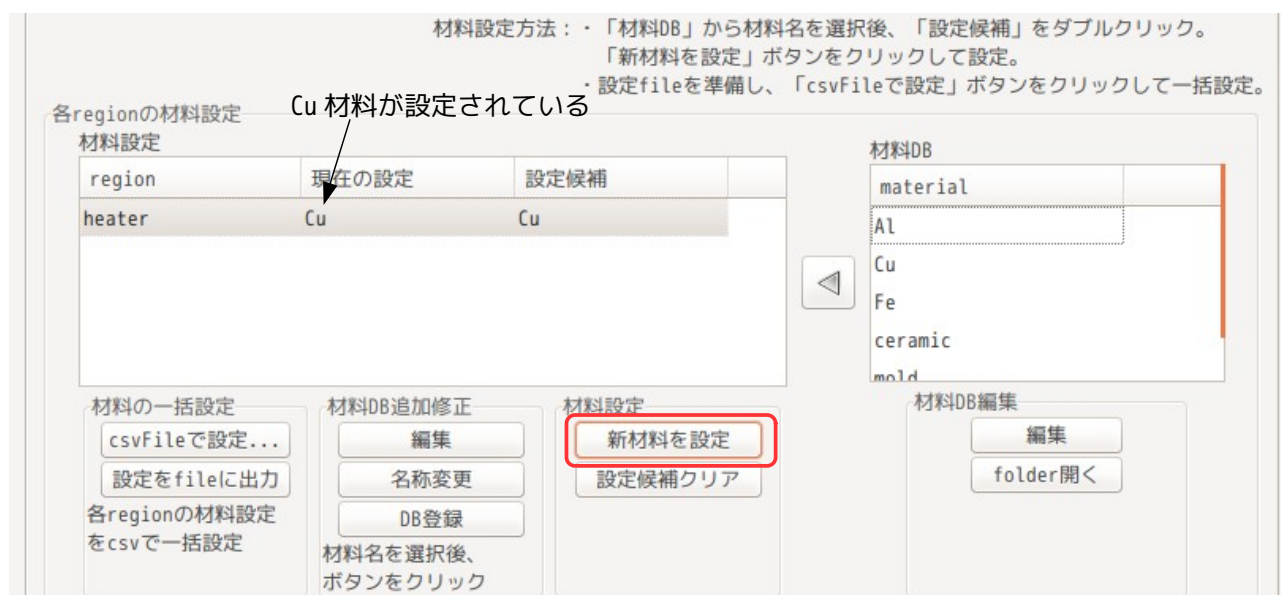 材料設定方法：・「材料DB」から材料名を選択後、「設定候補」をダブルクリック。
「新材料を設定」ボタンをクリックして設定。
・設定fileを準備し、「csvFileで設定」ボタンをクリックして一括設定。
各regionの材料設定
Cu 材料が設定されている
材料設定
region 現在の設定 設定候補
heater Cu Cu
材料DB
material
Al
Cu
Fe
ceramic
mold
材料の一括設定
csvFileで設定...
設定をfileに出力
各regionの材料設定
をcsvで一括設定
材料DB追加修正
編集
名称変更
DB登録
材料名を選択後、
ボタンをクリック
材料設定
新材料を設定
設定候補クリア
材料DB編集
編集
folder開く